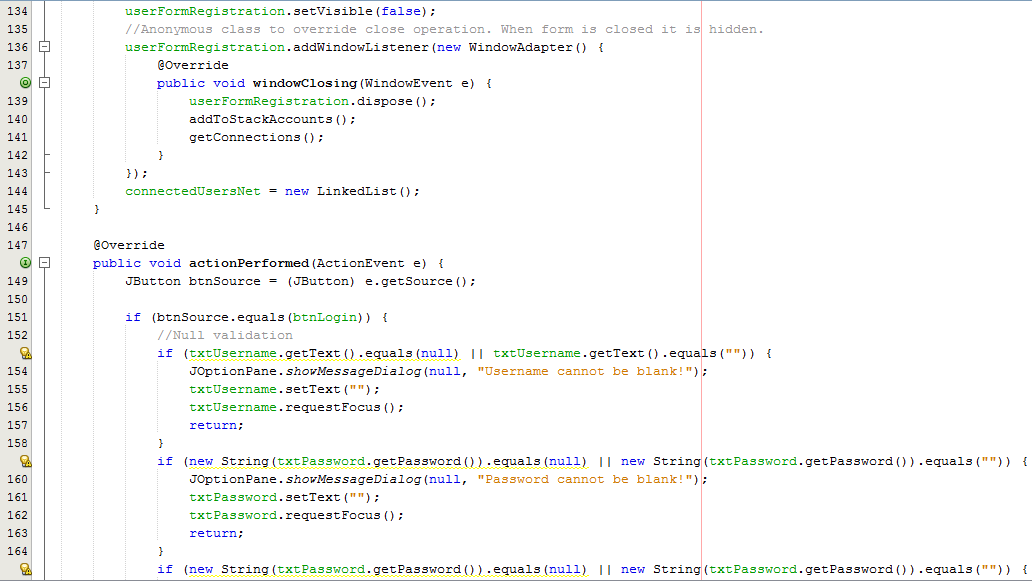 134 userFormRegistration.setVisible(false);
135 //Anonymous class to override close operation. When form is closed it is hidden.
136 userFormRegistration.addWindowListener(new WindowAdapter() {
137 @Override
public void windowClosing(WindowEvent e) {
139 userFormRegistration.dispose();
140 addToStackAccounts();
141 getConnections();
142 }
143 });
144 connectedUsersNet = new LinkedList();
145 }
146
147 @Override
public void actionPerformed(ActionEvent e) {
149 JButton btnSource = (JButton) e.getSource();
150
151 if (btnSource.equals(btnLogin)) {
152 //Null validation
if (txtUsername.getText().equals(null) || txtUsername.getText().equals("")) {
154 JOptionPane.showMessageDialog(null, "Username cannot be blank!");
155 txtUsername.setText("");
156 txtUsername.requestFocus();
157 return;
158 }
if (new String(txtPassword.getPassword()).equals(null) || new String(txtPassword.getPassword()).equals("")) {
160 JOptionPane.showMessageDialog(null, "Password cannot be blank!");
161 txtPassword.setText("");
162 txtPassword.requestFocus();
163 return;
164 }
if (new String(txtPassword.getPassword()).equals(null) || new String(txtPassword.getPassword()).equals("")) {